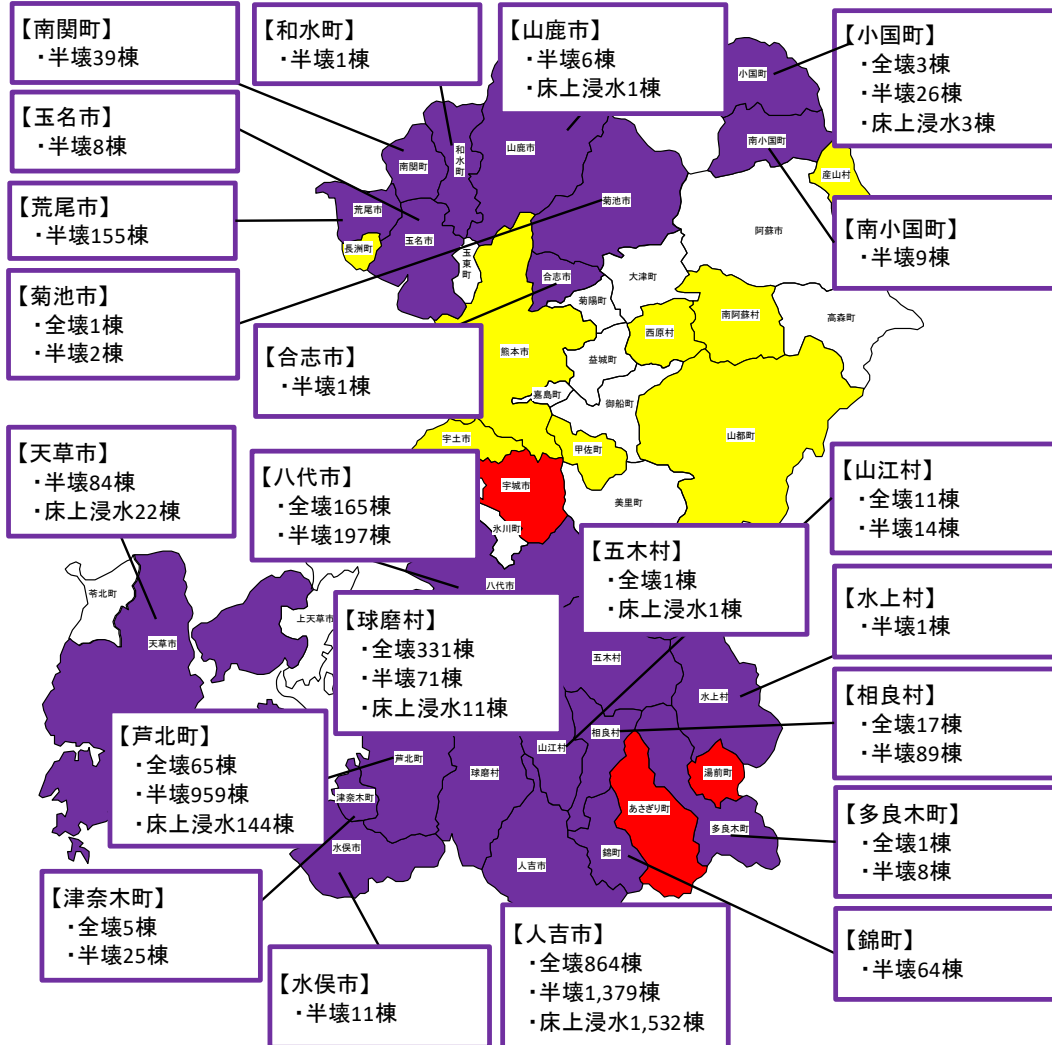 【南関町】
・半壊39棟
【和水町】
・半壊1棟
【山鹿市】
・半壊6棟
・床上浸水1棟
【小国町】
・全壊3棟
・半壊26棟
・床上浸水3棟
【玉名市】
・半壊8棟
【荒尾市】
・半壊155棟
【南小国町】
・半壊9棟
【菊池市】
・全壊1棟
・半壊2棟
【合志市】
・半壊1棟
【天草市】
・半壊84棟
・床上浸水22棟
【八代市】
・全壊165棟
・半壊197棟
【山江村】
・全壊11棟
・半壊14棟
【五木村】
・全壊1棟
・床上浸水1棟
【水上村】
・半壊1棟
【球磨村】
・全壊331棟
・半壊71棟
・床上浸水11棟
【相良村】
・全壊17棟
・半壊89棟
【芦北町】
・全壊65棟
・半壊959棟
・床上浸水144棟
【多良木町】
・全壊1棟
・半壊8棟
【津奈木町】
・全壊5棟
・半壊25棟
【水俣市】
・半壊11棟
【人吉市】
・全壊864棟
・半壊1,379棟
・床上浸水1,532棟
【錦町】
・半壊64棟
小国町
南小国町
産山村
山鹿市
和水町
南関町
荒尾市
長洲町
玉名市
玉東町
菊池市
阿蘇市
合志市
大津町
菊陽町
南阿蘇村
高森町
西原村
熊本市
益城町
嘉島町
御船町
山都町
宇土市
甲佐町
宇城市
美里町
氷川町
八代市
苓北町
上天草市
天草市
五木村
水上村
相良村
山江村
芦北町
球磨村
湯前町
あさぎり町
津奈木町
多良木町
水俣市
錦町
人吉市